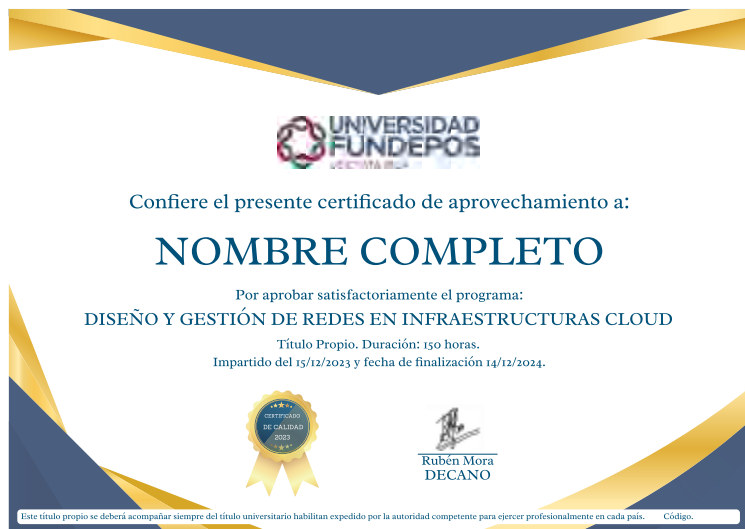 UNIVERSIDAD
FUNDEPOS
Confiere el presente certificado de aprovechamiento a:
NOMBRE COMPLETO
Por aprobar satisfactoriamente el programa:
DISEÑO Y GESTIÓN DE REDES EN INFRAESTRUCTURAS CLOUD
Título Propio. Duración: 150 horas.
Impartido del 15/12/2023 y fecha de finalización 14/12/2024.
CERTIFICADO
DE CALIDAD
2023
Rubén Mora
DECANO
Este título propio se deberá acompañar siempre del título universitario habilitan expedido por la autoridad competente para ejercer profesionalmente en cada país. Código.